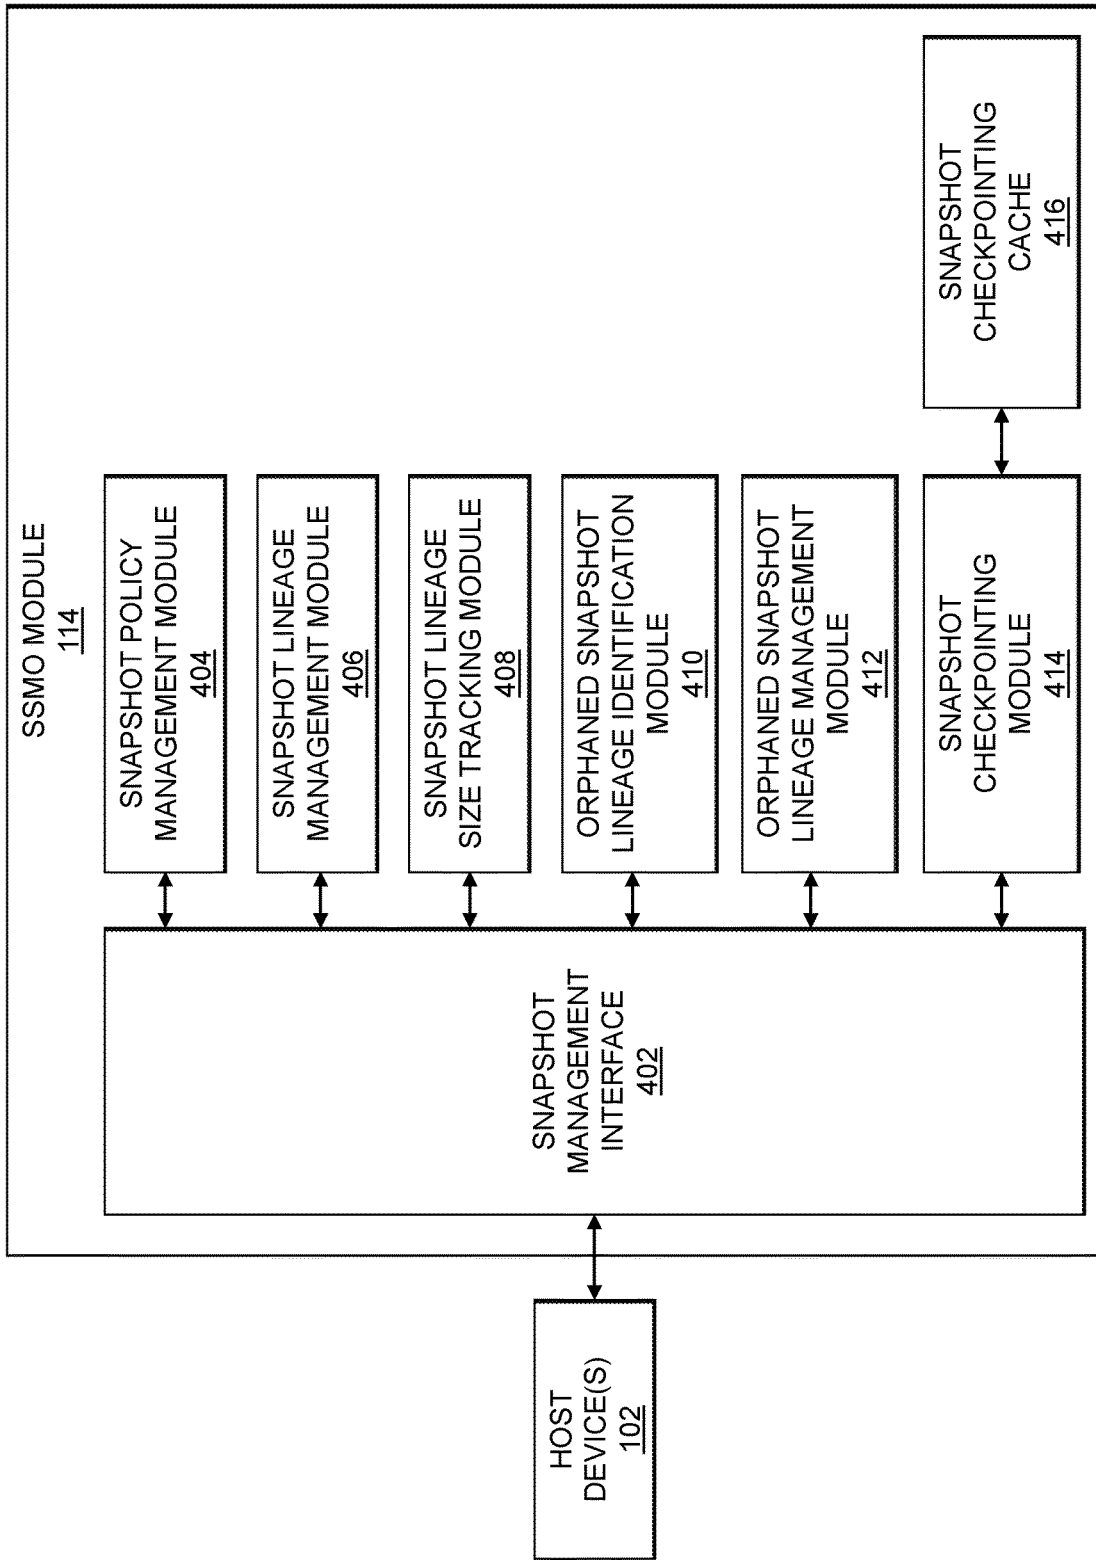 SSMO MODULE
114
HOST
DEVICE(S)
102
SNAPSHOT
MANAGEMENT
INTERFACE
402
SNAPSHOT POLICY
MANAGEMENT MODULE
404
SNAPSHOT LINEAGE
MANAGEMENT MODULE
406
SNAPSHOT LINEAGE
SIZE TRACKING MODULE
408
ORPHANED SNAPSHOT
LINEAGE IDENTIFICATION
MODULE
410
ORPHANED SNAPSHOT
LINEAGE MANAGEMENT
MODULE
412
SNAPSHOT
CHECKPOINTING
MODULE
414
SNAPSHOT
CHECKPOINTING
CACHE
416